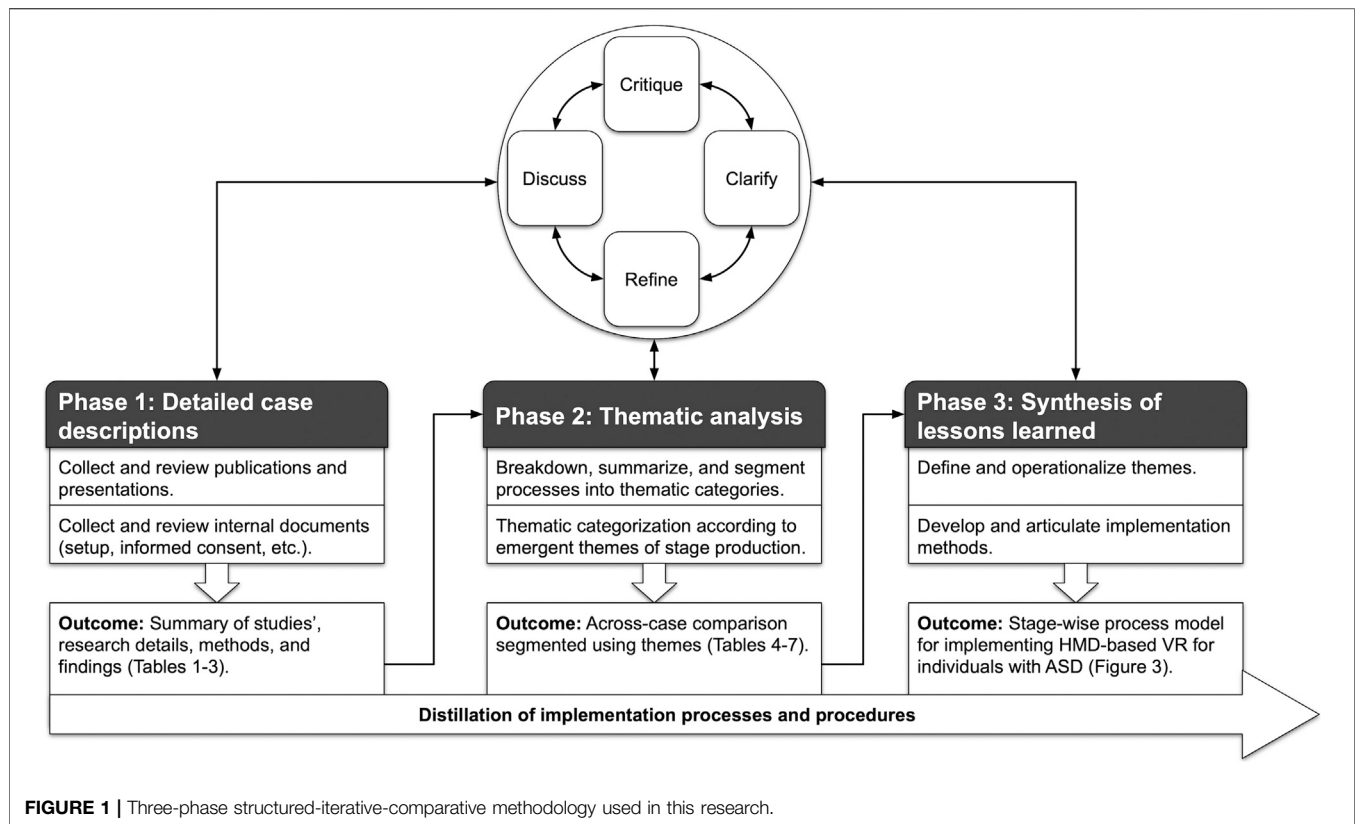 Critique
Discuss
Clarify
Refine
Phase 1: Detailed case
descriptions
Collect and review publications and
presentations.
Collect and review internal documents
(setup, informed consent, etc.).
Outcome: Summary of studies’,
research details, methods, and
findings (Tables 1-3).
Phase 2: Thematic analysis
Breakdown, summarize, and segment
processes into thematic categories.
Thematic categorization according to
emergent themes of stage production.
Outcome: Across-case comparison
segmented using themes (Tables 4-7).
Phase 3: Synthesis of
lessons learned
Define and operationalize themes.
Develop and articulate implementation
methods.
Outcome: Stage-wise process model
for implementing HMD-based VR for
individuals with ASD (Figure 3).
Distillation of implementation processes and procedures
FIGURE 1 | Three-phase structured-iterative-comparative methodology used in this research.